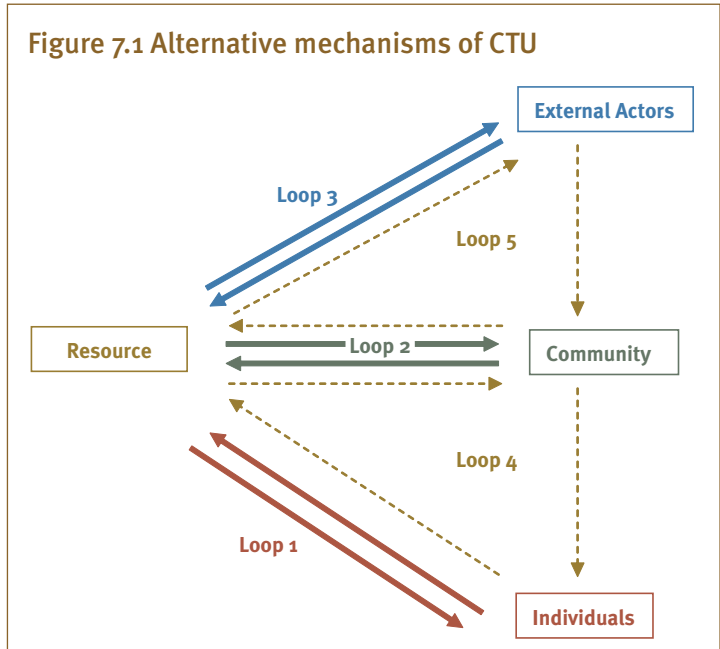 Figure 7.1 Alternative mechanisms of CTU
External Actors
Loop 3
Loop 5
Resource
Loop 2
Community
Loop 4
Loop 1
Individuals